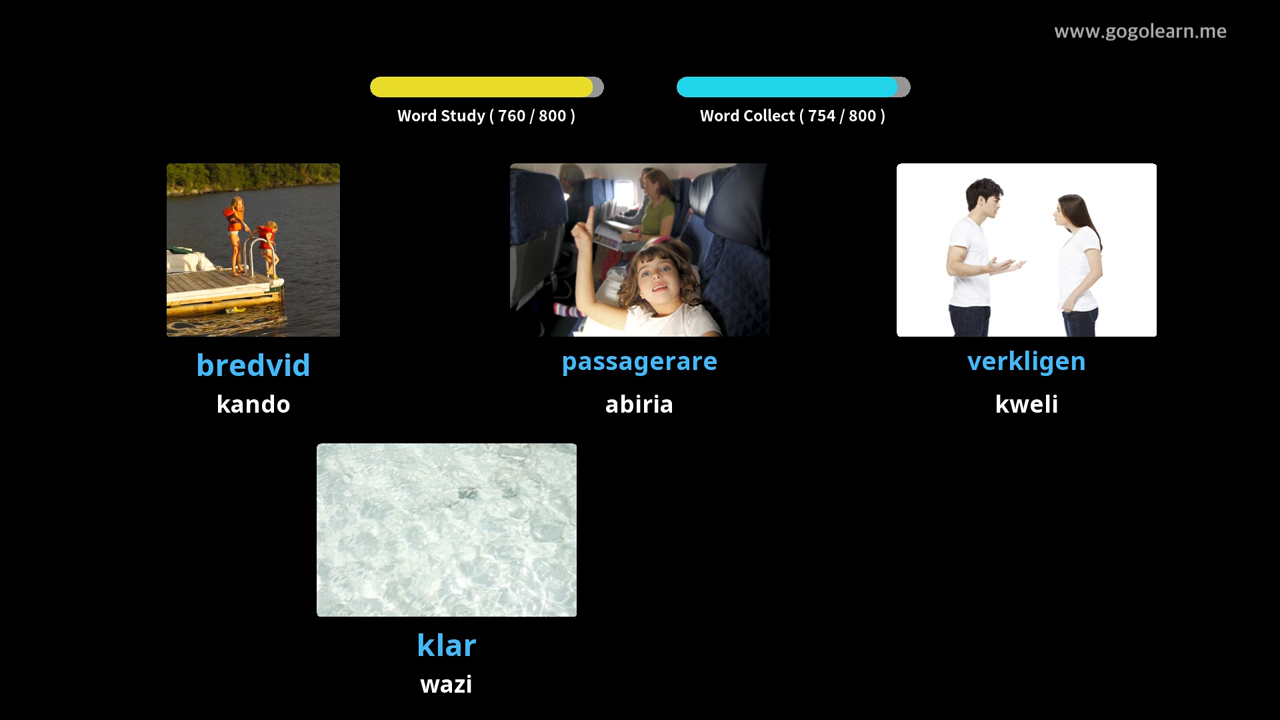 www.gogolearn.me
Word Study ( 760 / 800 )
Word Collect ( 754 / 800 )
bredvid
kando
passagerare
abiria
verkligen
kweli
klar
wazi